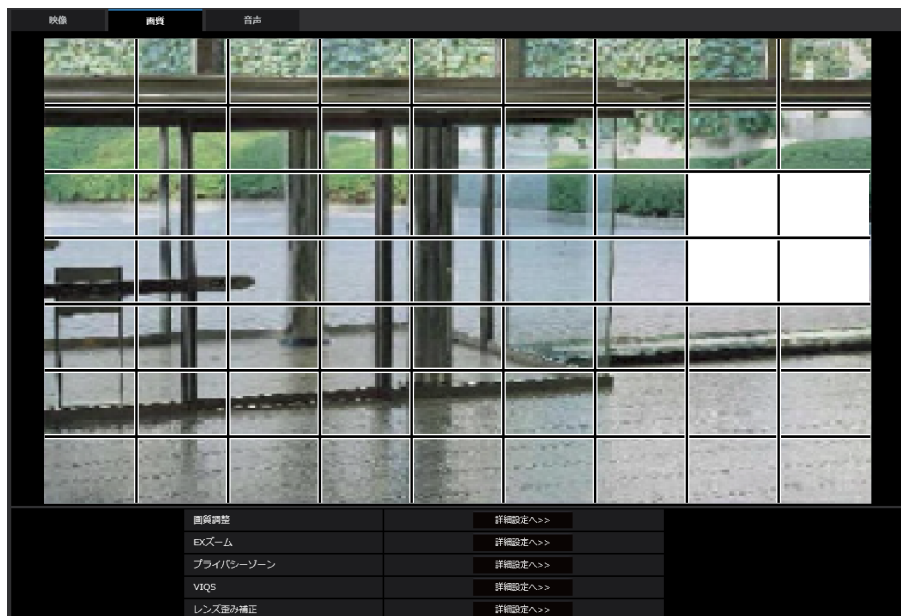 映像 画質 音声
画質調整 詳細設定へ>>
EXズーム 詳細設定へ>>
プライバシーゾーン 詳細設定へ>>
VIQS 詳細設定へ>>
レンズ歪み補正 詳細設定へ>>